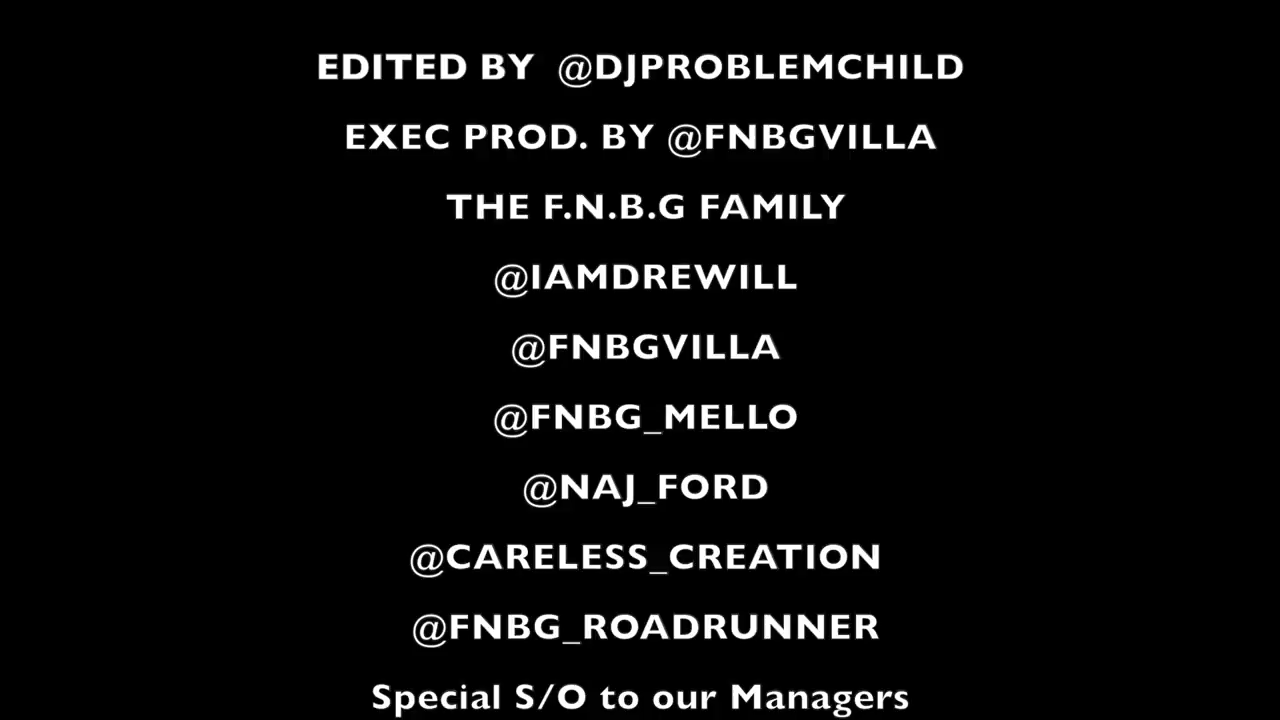 EDITED BY @DJPROBLEMCHILD
EXEC PROD. BY @FNBGVILLA
THE F.N.B.G FAMILY
@IAMDREWILL
@FNBGVILLA
@FNBG_MELLO
@NAJ_FORD
@CARELESS_CREATION
@FNBG_ROADRUNNER
Special S/O to our Managers